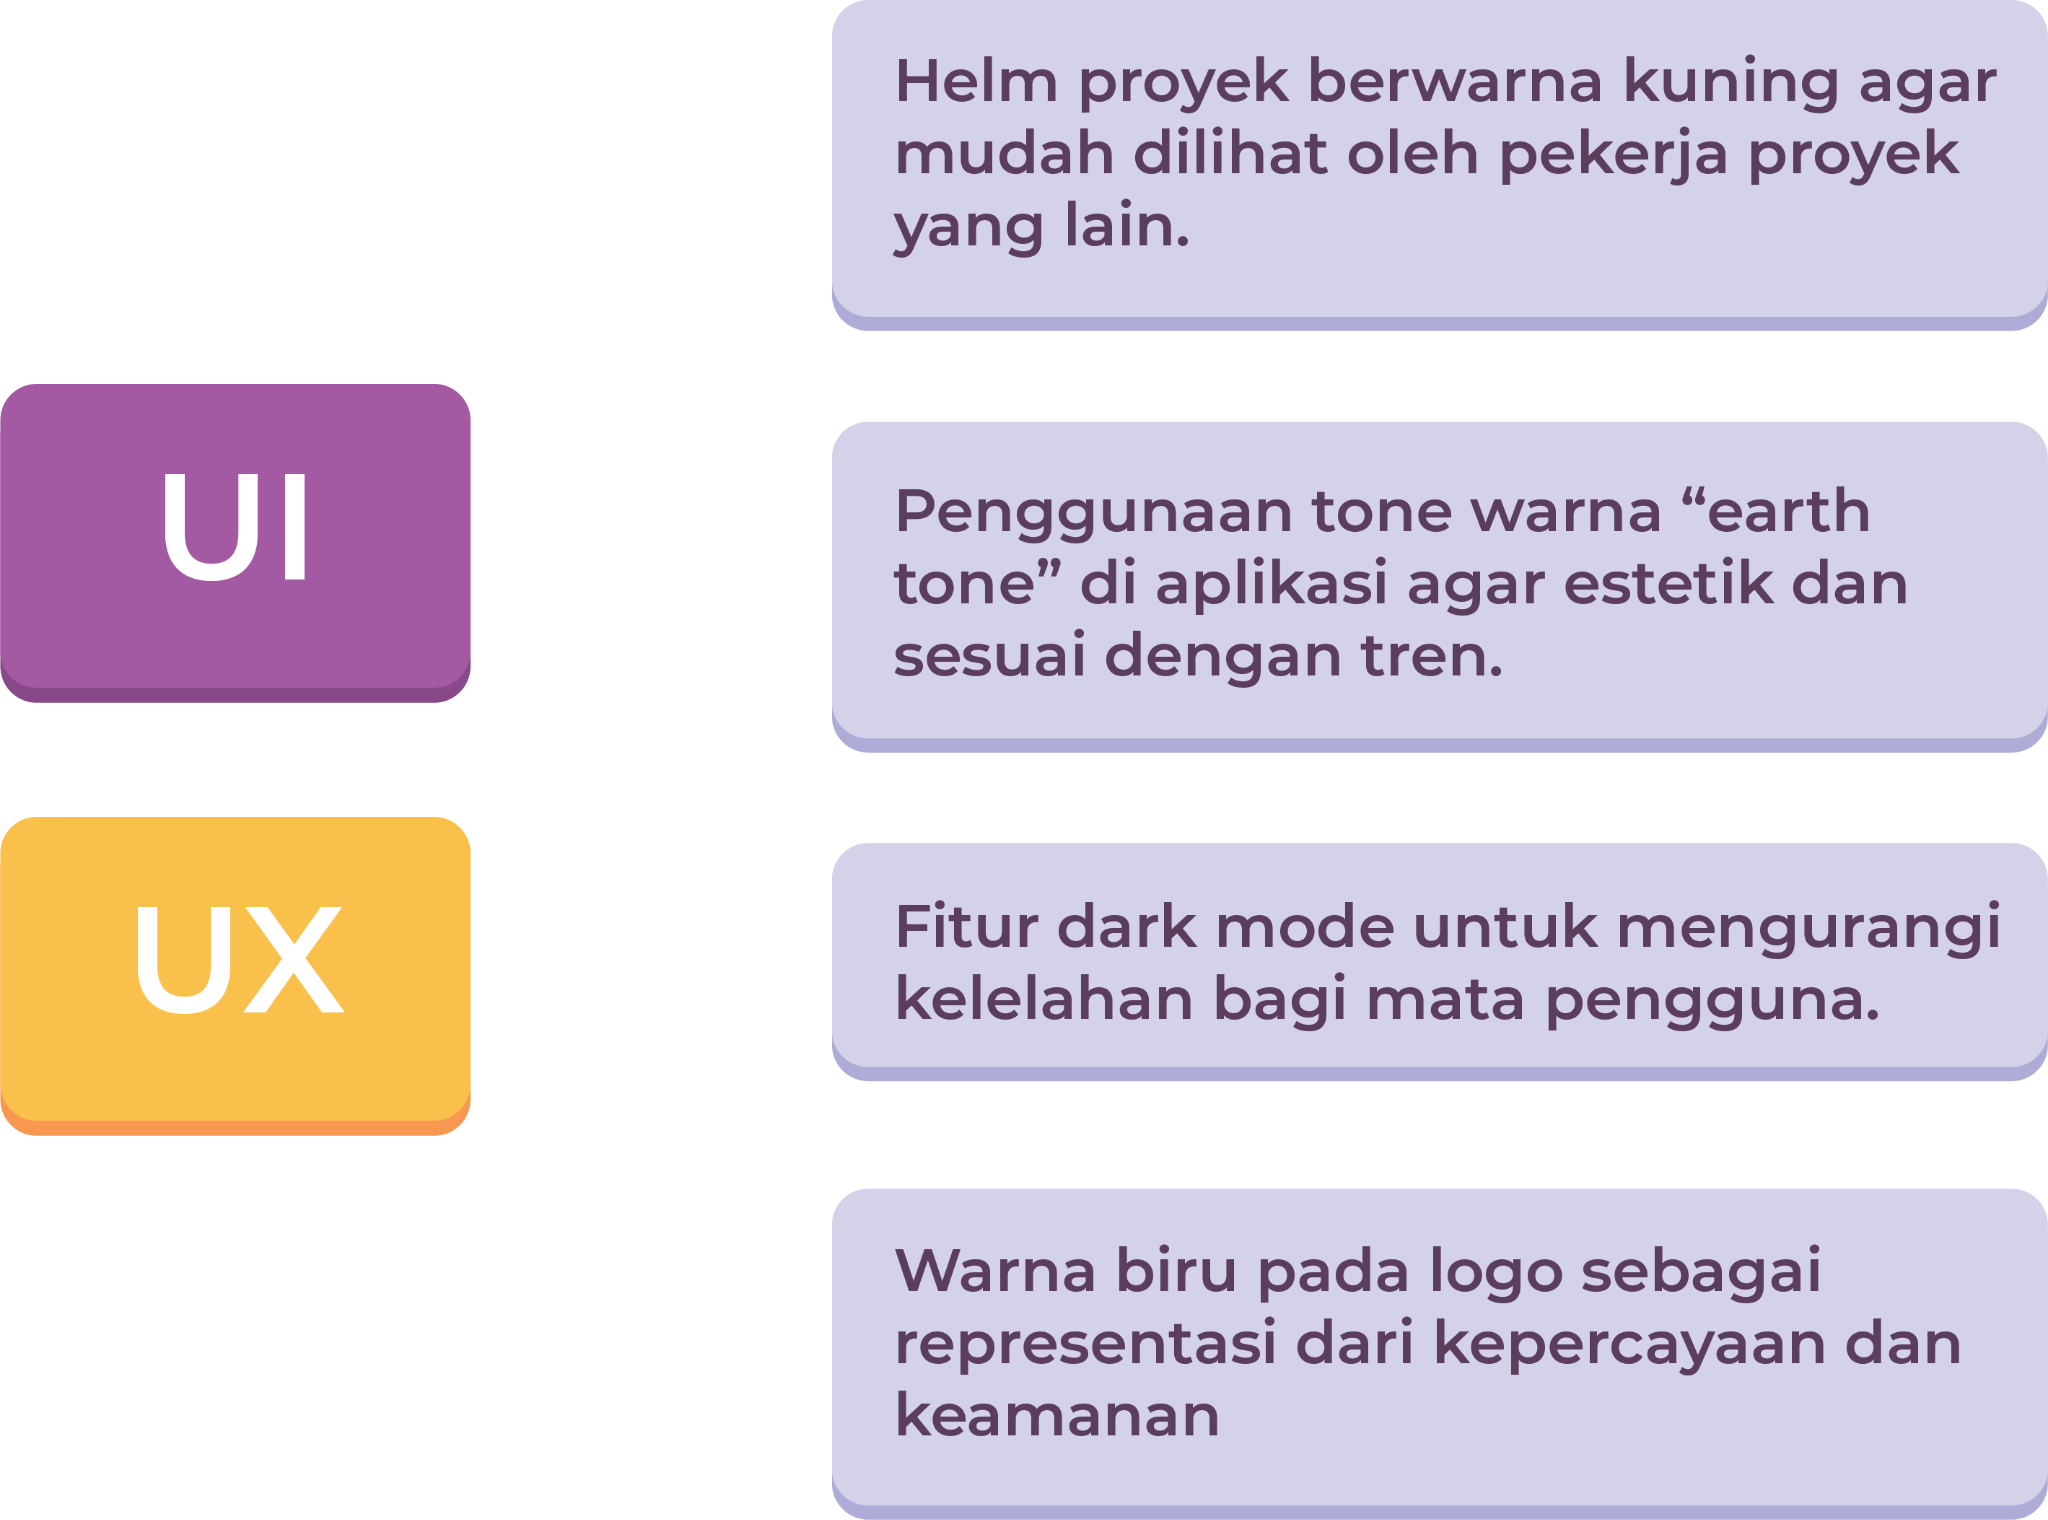 Helm proyek berwarna kuning agar
mudah dilihat oleh pekerja proyek
yang lain.
UI
Penggunaan tone warna “earth
tone” di aplikasi agar estetik dan
sesuai dengan tren.
UX
Fitur dark mode untuk mengurangi
kelelahan bagi mata pengguna.
Warna biru pada logo sebagai
representasi dari kepercayaan dan
keamanan